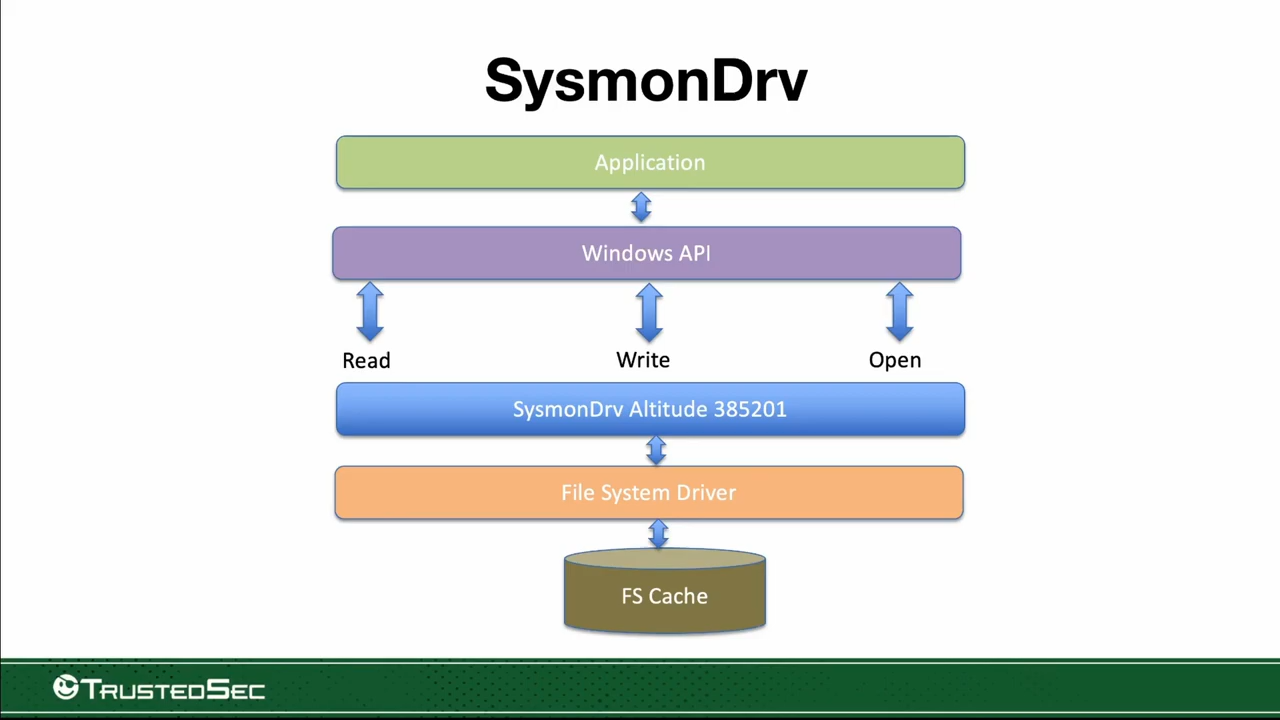 SysmonDrv
Application
Windows API
Read
Write
Open
SysmonDrv Altitude 385201
File System Driver
FS Cache
TrustedSec